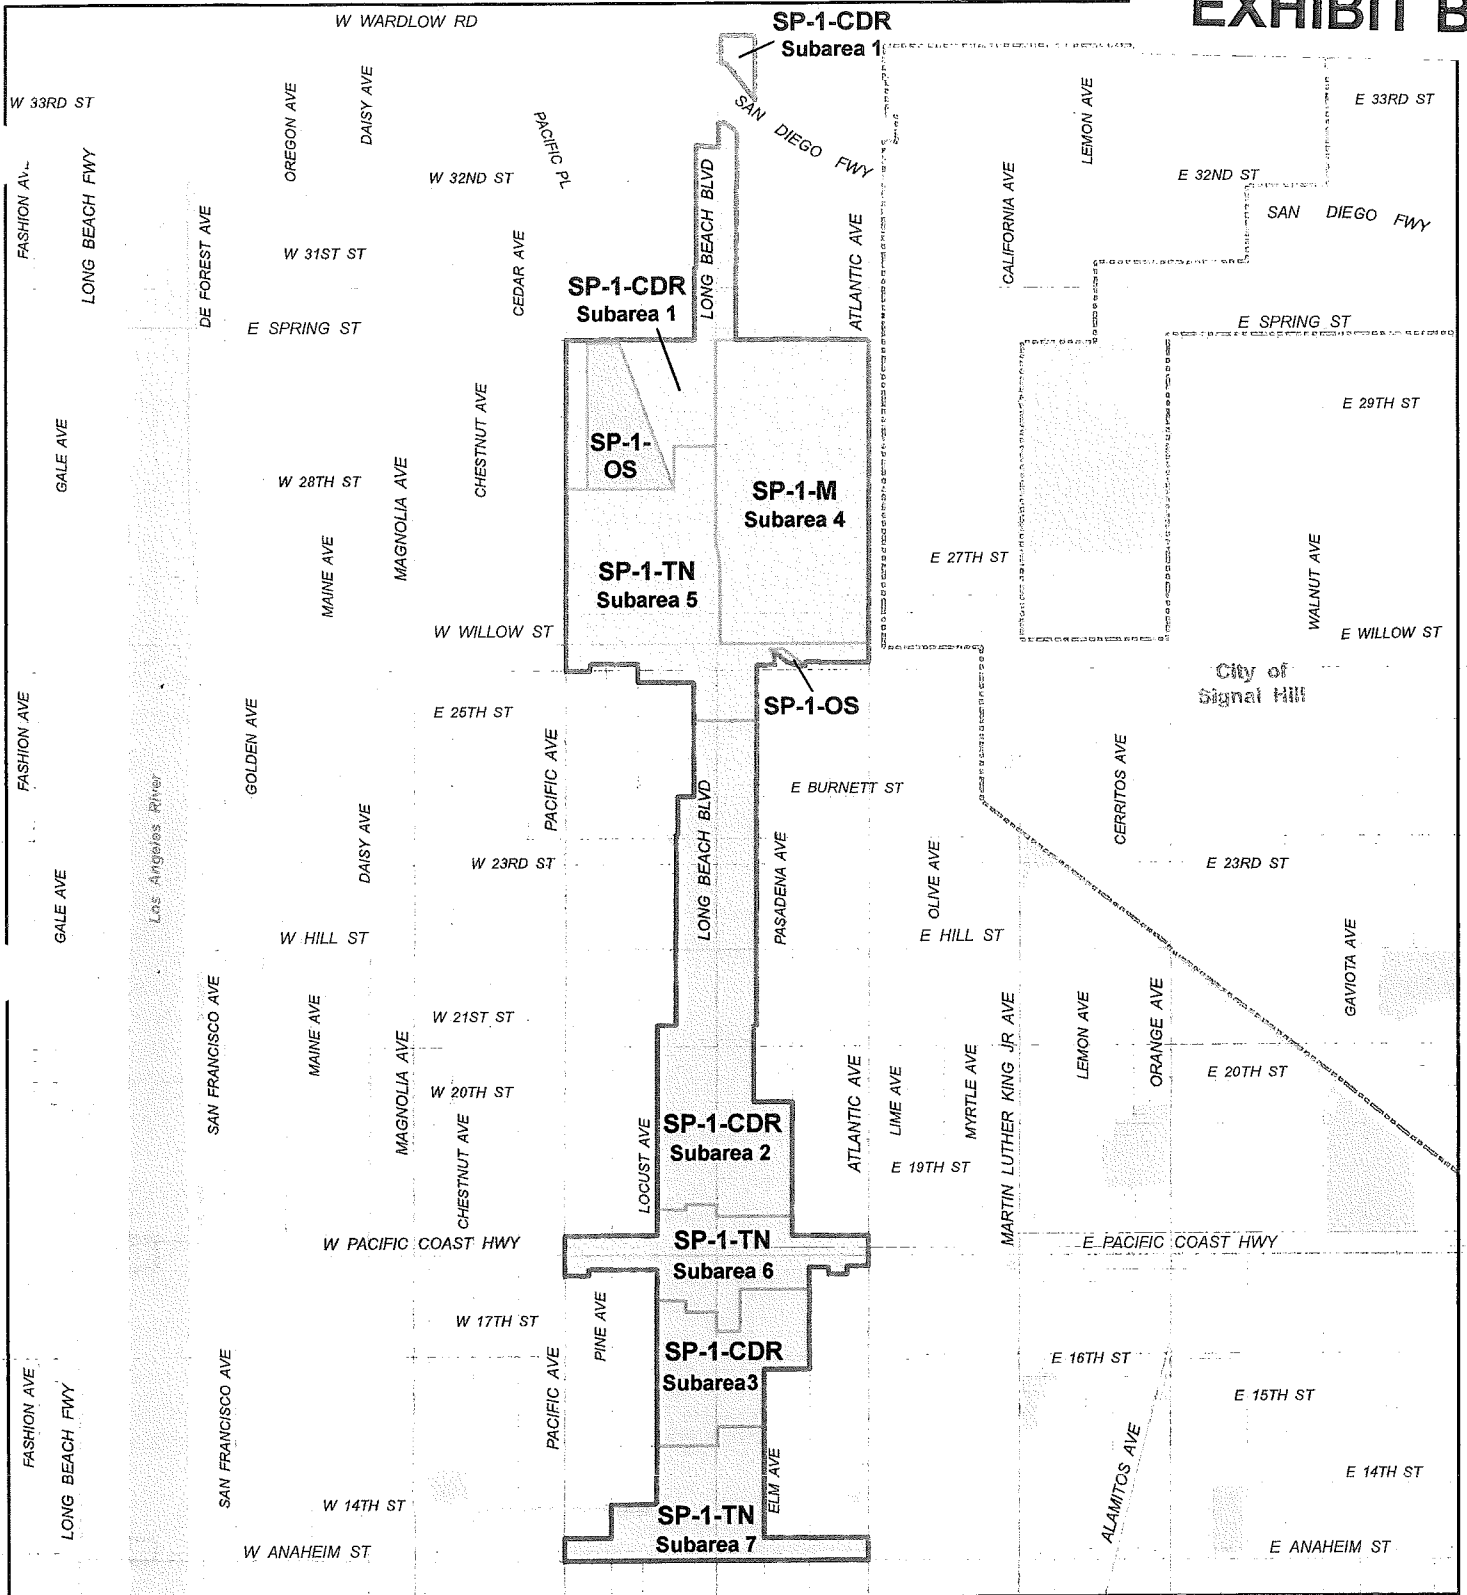 EXHIBIT B
W WARDLOW RD
SP-1-CDR
Subarea 1
W 33RD ST
OREGON AVE
DAISY AVE
SAN DIEGO FWY
LEMON AVE
E 33RD ST
PACIFIC PL
FASHION AVE
LONG BEACH FWY
W 32ND ST
LONG BEACH BLVD
CALIFORNIA AVE
E 32ND ST
SAN DIEGO FWY
DE FOREST AVE
W 31ST ST
CEDAR AVE
ATLANTIC AVE
SP-1-CDR
Subarea 1
E SPRING ST
E SPRING ST
GALE AVE
CHESTNUT AVE
E 29TH ST
SP-1-
OS
W 28TH ST
MAGNOLIA AVE
SP-1-M
Subarea 4
MAINE AVE
SP-1-TN
Subarea 5
E 27TH ST
WALNUT AVE
W WILLOW ST
E WILLOW ST
City of
Signal Hill
FASHION AVE
GOLDEN AVE
E 25TH ST
SP-1-OS
PACIFIC AVE
LONG BEACH BLVD
E BURNETT ST
CERRITOS AVE
Los Angeles River
DAISY AVE
W 23RD ST
PASADENA AVE
OLIVE AVE
E 23RD ST
GALE AVE
W HILL ST
E HILL ST
GAVIOTA AVE
SAN FRANCISCO AVE
MAINE AVE
MAGNOLIA AVE
W 21ST ST
MARTIN LUTHER KING JR AVE
LEMON AVE
ORANGE AVE
W 20TH ST
ATLANTIC AVE
LIME AVE
MYRTLE AVE
E 20TH ST
CHESTNUT AVE
LOCUST AVE
SP-1-CDR
Subarea 2
E 19TH ST
W PACIFIC COAST HWY
SP-1-TN
Subarea 6
E PACIFIC COAST HWY
W 17TH ST
PINE AVE
SP-1-CDR
Subarea3
E 16TH ST
FASHION AVE
LONG BEACH FWY
SAN FRANCISCO AVE
PACIFIC AVE
E 15TH ST
ELM AVE
ALAMITOS AVE
E 14TH ST
W 14TH ST
SP-1-TN
Subarea 7
W ANAHEIM ST
E ANAHEIM ST